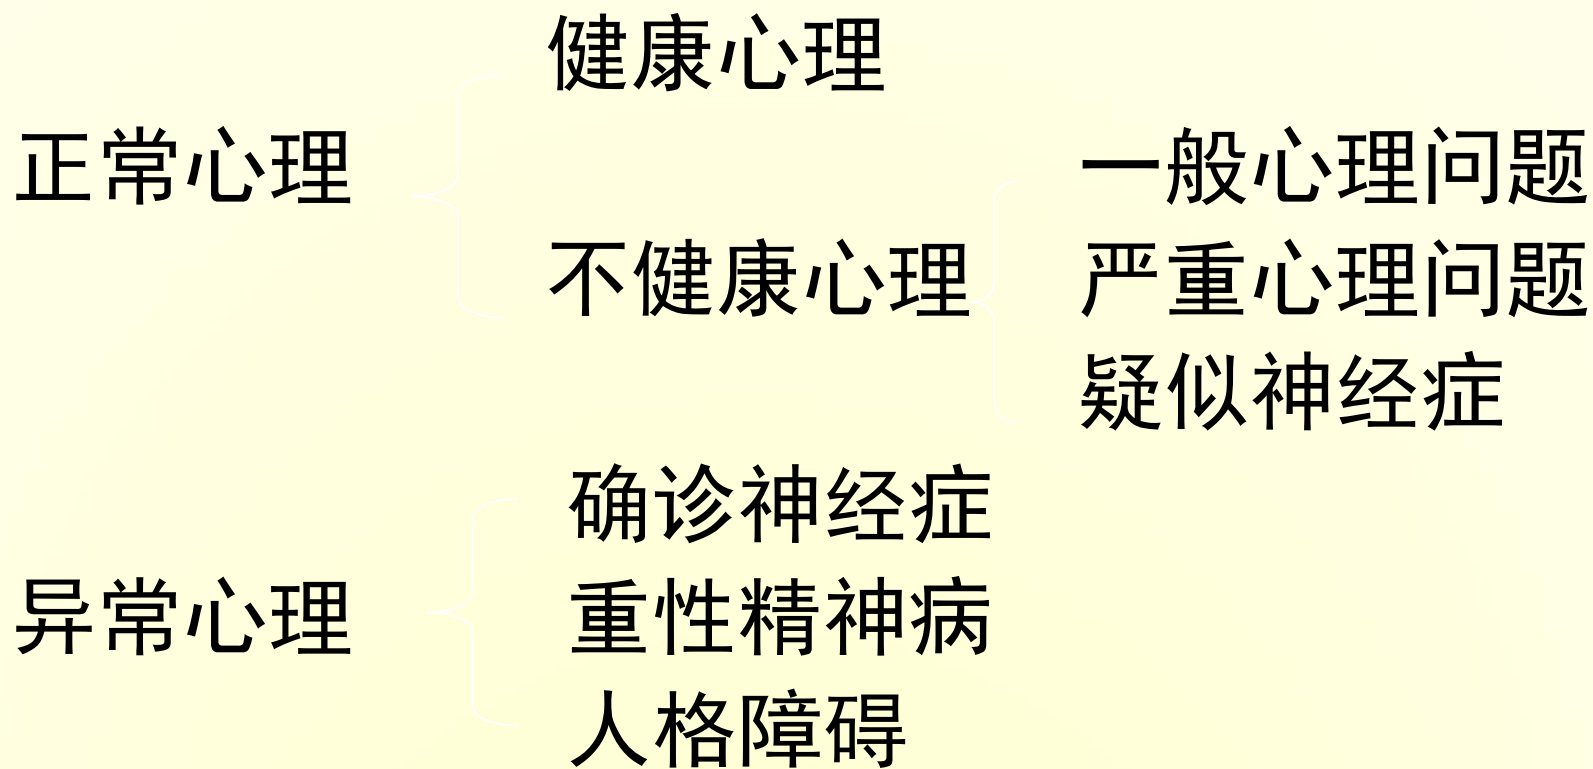 健康心理
正常心理
一般心理问题
不健康心理
严重心理问题
疑似神经症
确诊神经症
异常心理
重性精神病
人格障碍